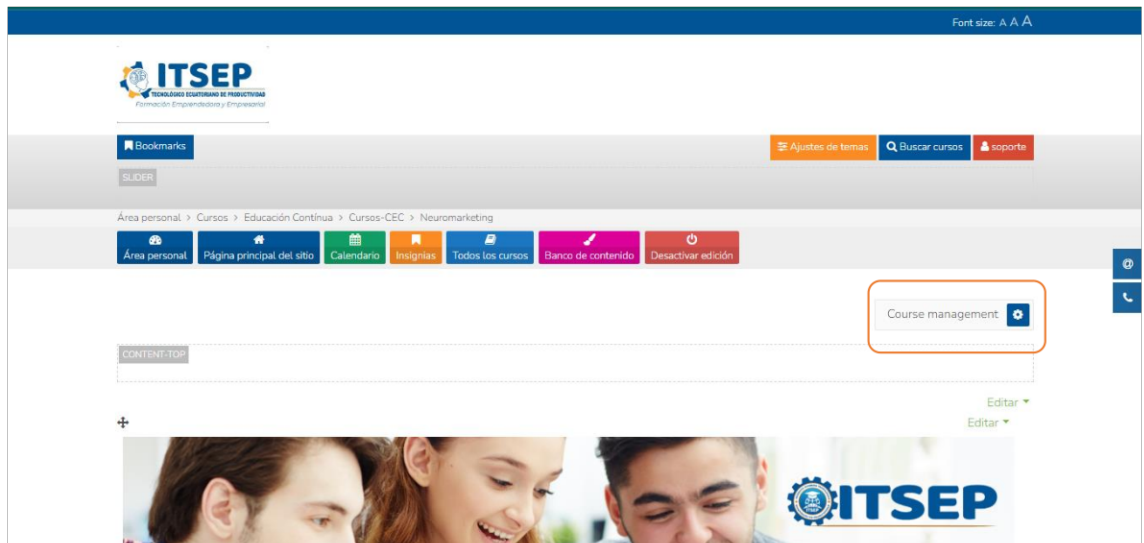 Font size: A A A
ITSEP
TECNOLÓGICO ECUATORIANO DE PRODUCTIVIDAD
Formación Emprendedora y Empresarial
Bookmarks
Ajustes de temas Buscar cursos soporte
SLIDER
Área personal > Cursos > Educación Contínua > Cursos-CEC > Neuromarketing
Área personal Página principal del sitio Calendario Insignias Todos los cursos Banco de contenido Desactivar edición
@
Course management
CONTENT-TOP
Editar
Editar
ITSEP